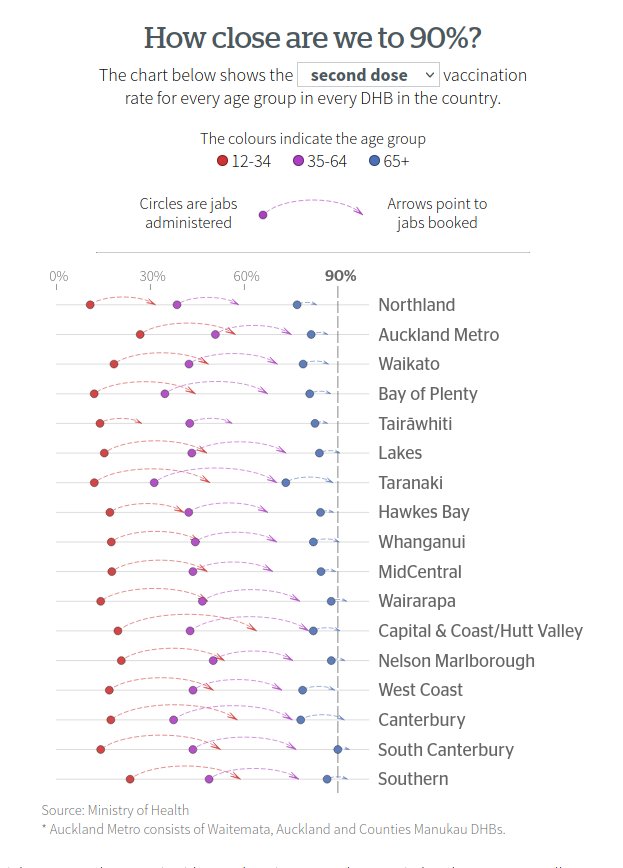 How close are we to 90%?
The chart below shows the second dose vaccination
rate for every age group in every DHB in the country.
The colours indicate the age group
12-34 35-64 65+
Circles are jabs administered
Arrows point to jabs booked
0% 30% 60% 90%
Northland
Auckland Metro
Waikato
Bay of Plenty
Tairāwhiti
Lakes
Taranaki
Hawkes Bay
Whanganui
MidCentral
Wairarapa
Capital & Coast/Hutt Valley
Nelson Marlborough
West Coast
Canterbury
South Canterbury
Southern
Source: Ministry of Health
* Auckland Metro consists of Waitemata, Auckland and Counties Manukau DHBs.